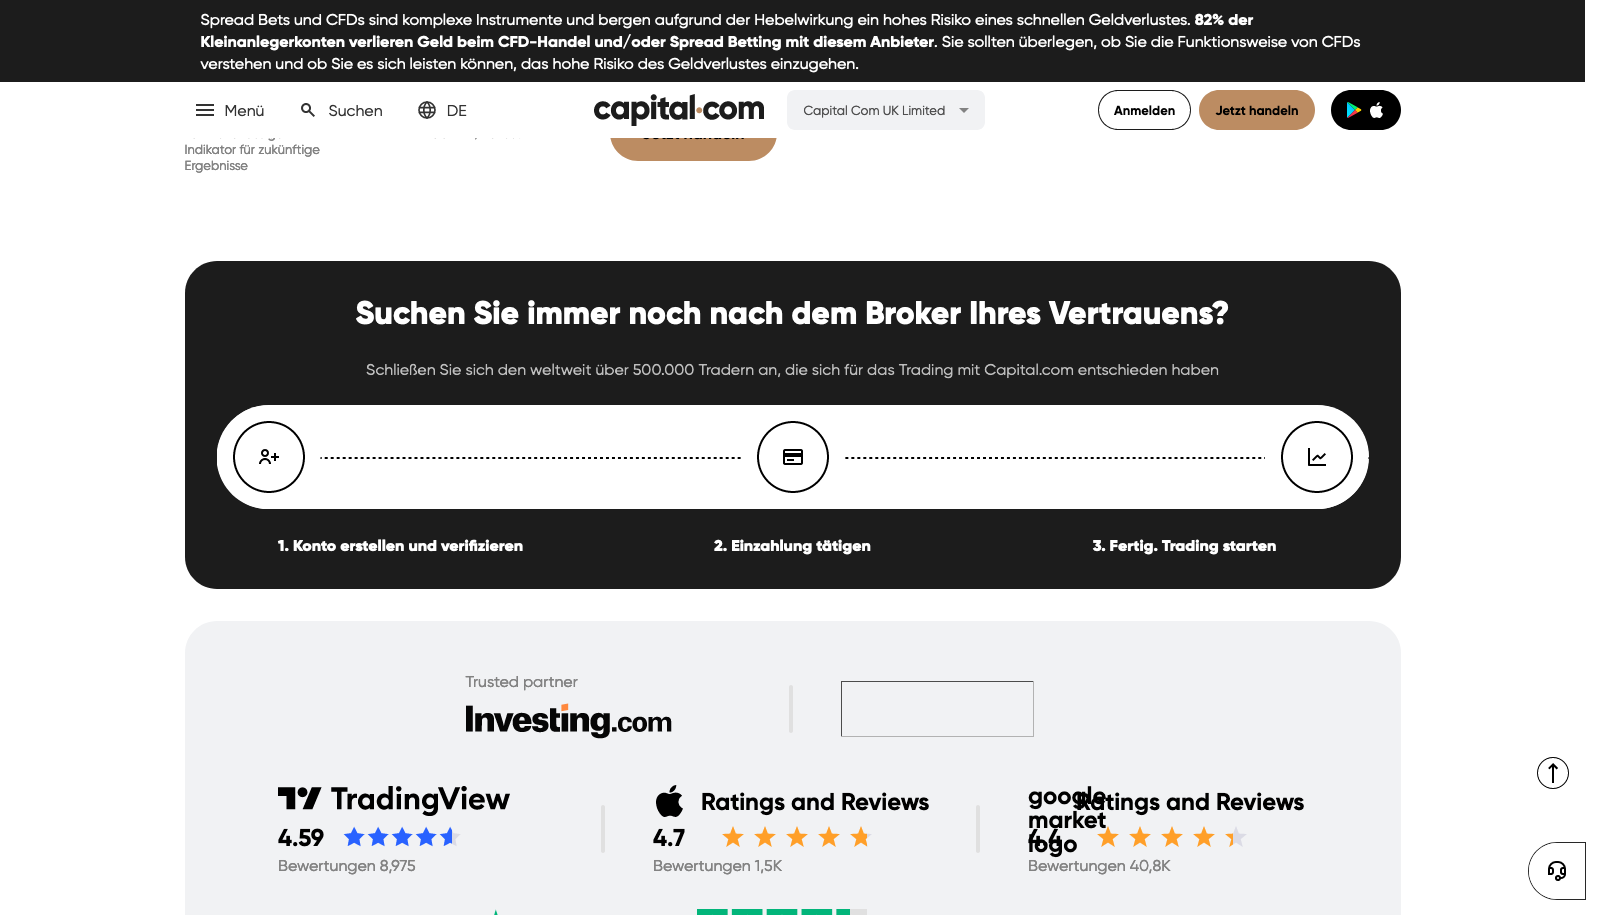 Spread Bets und CFDs sind komplexe Instrumente und bergen aufgrund der Hebelwirkung ein hohes Risiko eines schnellen Geldverlustes. 82% der
Kleinanlegerkonten verlieren Geld beim CFD-Handel und/oder Spread Betting mit diesem Anbieter. Sie sollten überlegen, ob Sie die Funktionsweise von CFDs
verstehen und ob Sie es sich leisten können, das hohe Risiko des Geldverlustes einzugehen.
Menü
Suchen
DE
capital.com
Capital Com UK Limited
Anmelden
Jetzt handeln
Indikator für zukünftige
Ergebnisse
Suchen Sie immer noch nach dem Broker Ihres Vertrauens?
Schließen Sie sich den weltweit über 500.000 Tradern an, die sich für das Trading mit Capital.com entschieden haben
1. Konto erstellen und verifizieren
2. Einzahlung tätigen
3. Fertig. Trading starten
Trusted partner
Investing.com
TradingView
4.59
Bewertungen 8,975
Ratings and Reviews
4.7
Bewertungen 1,5K
google
market
logo
Ratings and Reviews
4.4
Bewertungen 40,8K